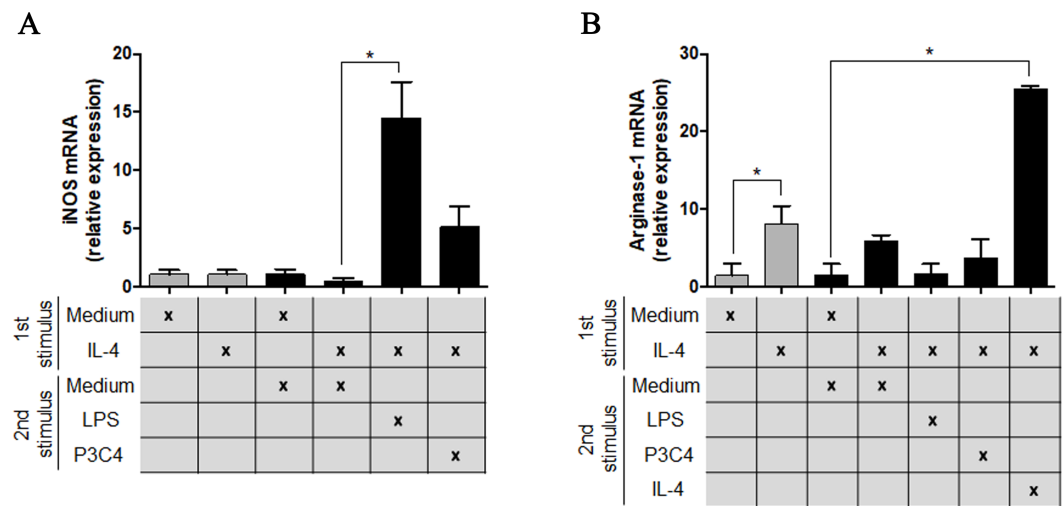 A
iNOS mRNA
(relative expression)
20
15
10
5
0
*
1st
stimulus
Medium x x
IL-4 x x x x
2nd
stimulus
Medium x x
LPS x
P3C4 x
B
Arginase-1 mRNA
(relative expression)
30
20
10
0
*
*
1st
stimulus
Medium x x
IL-4 x x x x x
2nd
stimulus
Medium x x
LPS x
P3C4 x
IL-4 x